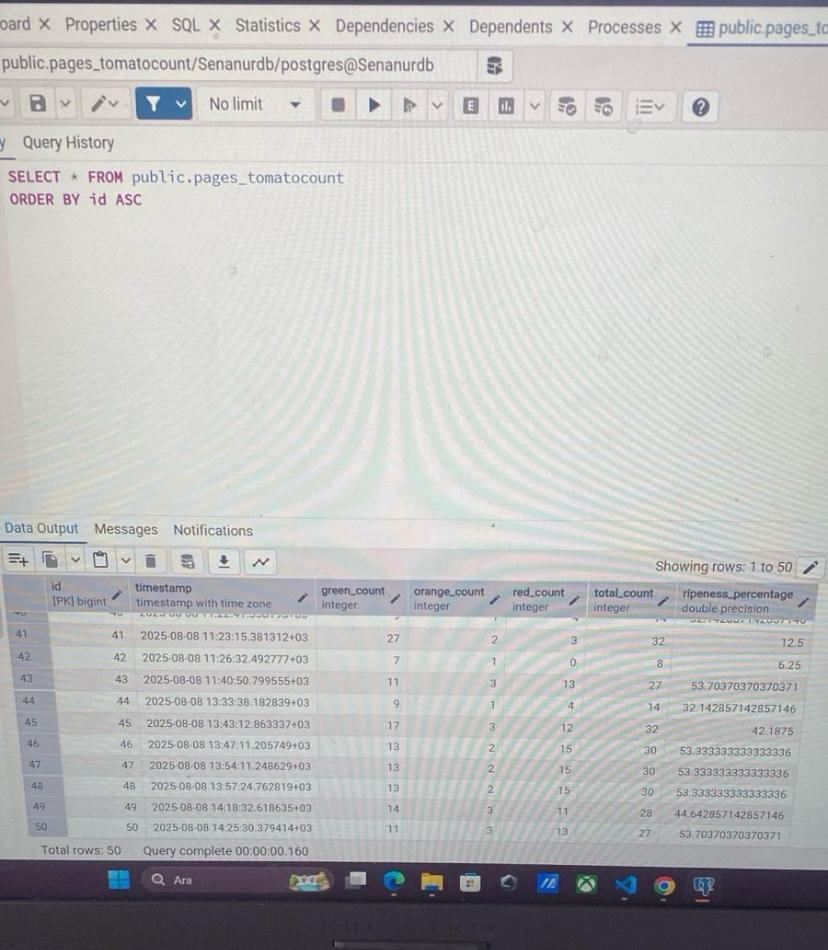 oard Properties SQL Statistics Dependencies Dependents Processes public.pages_to
public.pages_tomatocount/Senanurdb/postgres@Senanurdb
No limit
E
y Query History
SELECT * FROM public.pages_tomatocount
ORDER BY id ASC
Data Output Messages Notifications
Showing rows: 1 to 50
id timestamp green_count orange_count red_count total_count ripeness_percentage
[PK] bigint timestamp with time zone integer integer integer integer double precision
41 41 2025-08-08 11:23:15.381312+03 27 2 3 32 12.5
42 42 2025-08-08 11:26:32.492777+03 7 1 0 8 6.25
43 43 2025-08-08 11:40:50.799555+03 11 3 13 27 53.70370370370371
44 44 2025-08-08 13:33:38.182839+03 9 1 4 14 32.142857142857146
45 45 2025-08-08 13:43:12.863337+03 17 3 12 32 42.1875
46 46 2025-08-08 13:47:11.205749+03 13 2 15 30 53.333333333333336
47 47 2025-08-08 13:54:11.248629+03 13 2 15 30 53.333333333333336
48 48 2025-08-08 13:57:24.762819+03 13 2 15 30 53.333333333333336
49 49 2025-08-08 14:18:32.618635+03 14 3 11 28 44.642857142857146
50 50 2025-08-08 14:25:30.379414+03 11 3 13 27 53.70370370370371
Total rows: 50 Query complete 00:00:00.160
Ara